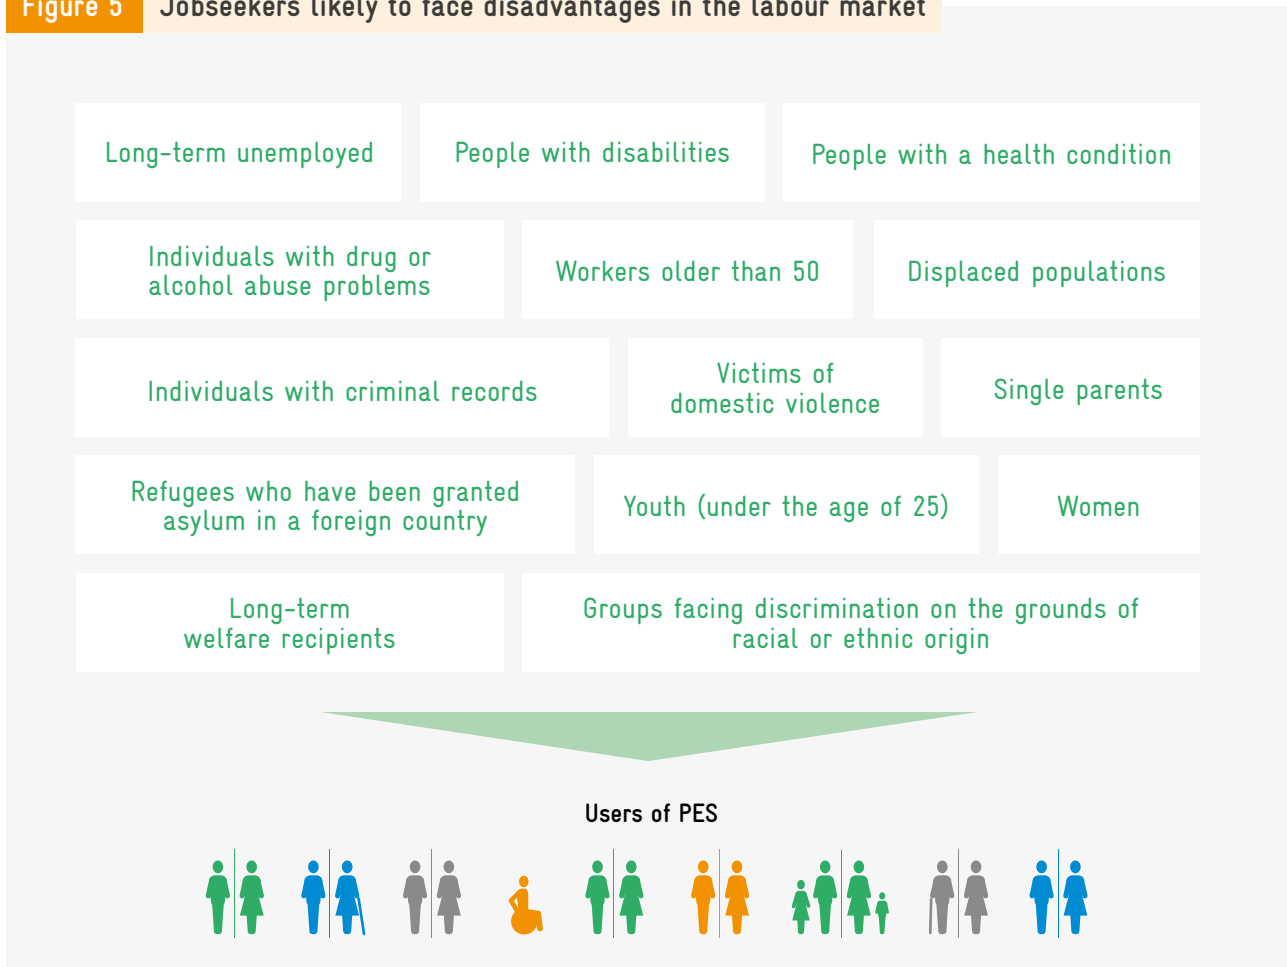 Figure 5
Jobseekers likely to face disadvantages in the labour market
Long-term unemployed
People with disabilities
People with a health condition
Individuals with drug or
alcohol abuse problems
Workers older than 50
Displaced populations
Individuals with criminal records
Victims of
domestic violence
Single parents
Refugees who have been granted
asylum in a foreign country
Youth (under the age of 25)
Women
Long-term
welfare recipients
Groups facing discrimination on the grounds of
racial or ethnic origin
Users of PES